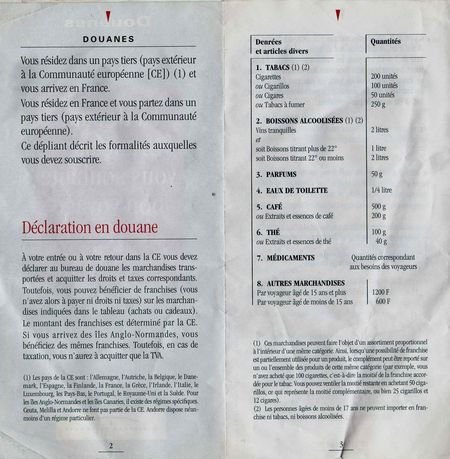 DOUANES
Vous résidez dans un pays tiers (pays extérieur
à la Communauté européenne [CE]) (1) et
vous arrivez en France.
Vous résidez en France et vous partez dans un
pays tiers (pays extérieur à la Communauté
européenne).
Ce dépliant décrit les formalités auxquelles
vous devez souscrire.
Déclaration en douane
À votre entrée ou à votre retour dans la CE vous devez
déclarer au bureau de douane les marchandises trans-
portées et acquitter les droits et taxes correspondants.
Toutefois, vous pouvez bénéficier de franchises (vous
n'avez alors à payer ni droits ni taxes) sur les marchan-
dises indiquées dans le tableau (achats ou cadeaux).
Le montant des franchises est déterminé par la CE.
Si vous arrivez des îles Anglo-Normandes, vous
bénéficiez des mêmes franchises. Toutefois, en cas de
taxation, vous n'aurez à acquitter que la TVA.
(1) Les pays de la CE sont : l'Allemagne, l'Autriche, la Belgique, le Dane-
mark, l'Espagne, la Finlande, la France, la Grèce, l'Irlande, l'Italie, le
Luxembourg, les Pays-Bas, le Portugal, le Royaume-Uni et la Suède. Pour
les îles Anglo-Normandes et les îles Canaries, il existe des régimes spécifiques.
Ceuta, Melilla et Andorre ne font pas partie de la CE. Andorre dispose néan-
moins d'un régime particulier.
2
Denrées Quantités
et articles divers
1. TABACS (1) (2)
Cigarettes 200 unités
ou Cigarillos 100 unités
ou Cigares 50 unités
ou Tabacs à fumer 250 g
2. BOISSONS ALCOOLISÉES (1) (2)
Vins tranquilles 2 litres
et
soit Boissons titrant plus de 22° 1 litre
soit Boissons titrant 22° ou moins 2 litres
3. PARFUMS 50 g
4. EAUX DE TOILETTE 1/4 litre
5. CAFÉ 500 g
ou Extraits et essences de café 200 g
6. THÉ 100 g
ou Extraits et essences de thé 40 g
7. MÉDICAMENTS Quantités correspondant
aux besoins des voyageurs
8. AUTRES MARCHANDISES
Par voyageur âgé de 15 ans et plus 1200 F
Par voyageur âgé de moins de 15 ans 600 F
(1) Ces marchandises peuvent faire l'objet d'un assortiment proportionnel
à l'intérieur d'une même catégorie. Ainsi, lorsqu'une possibilité de franchise
est partiellement utilisée pour un produit, le complément peut être reporté sur
un ou l'ensemble des produits de cette même catégorie (par exemple, vous
n'avez acheté que 100 cigarettes, c'est-à-dire la moitié de la franchise accor-
dée pour le tabac. Vous pouvez ventiler la moitié restante en achetant 50 ciga-
rillos, ce qui représente la moitié complémentaire, ou bien 25 cigarillos et
12 cigares).
(2) Les personnes âgées de moins de 17 ans ne peuvent importer en fran-
chise ni tabacs, ni boissons alcoolisées.
3